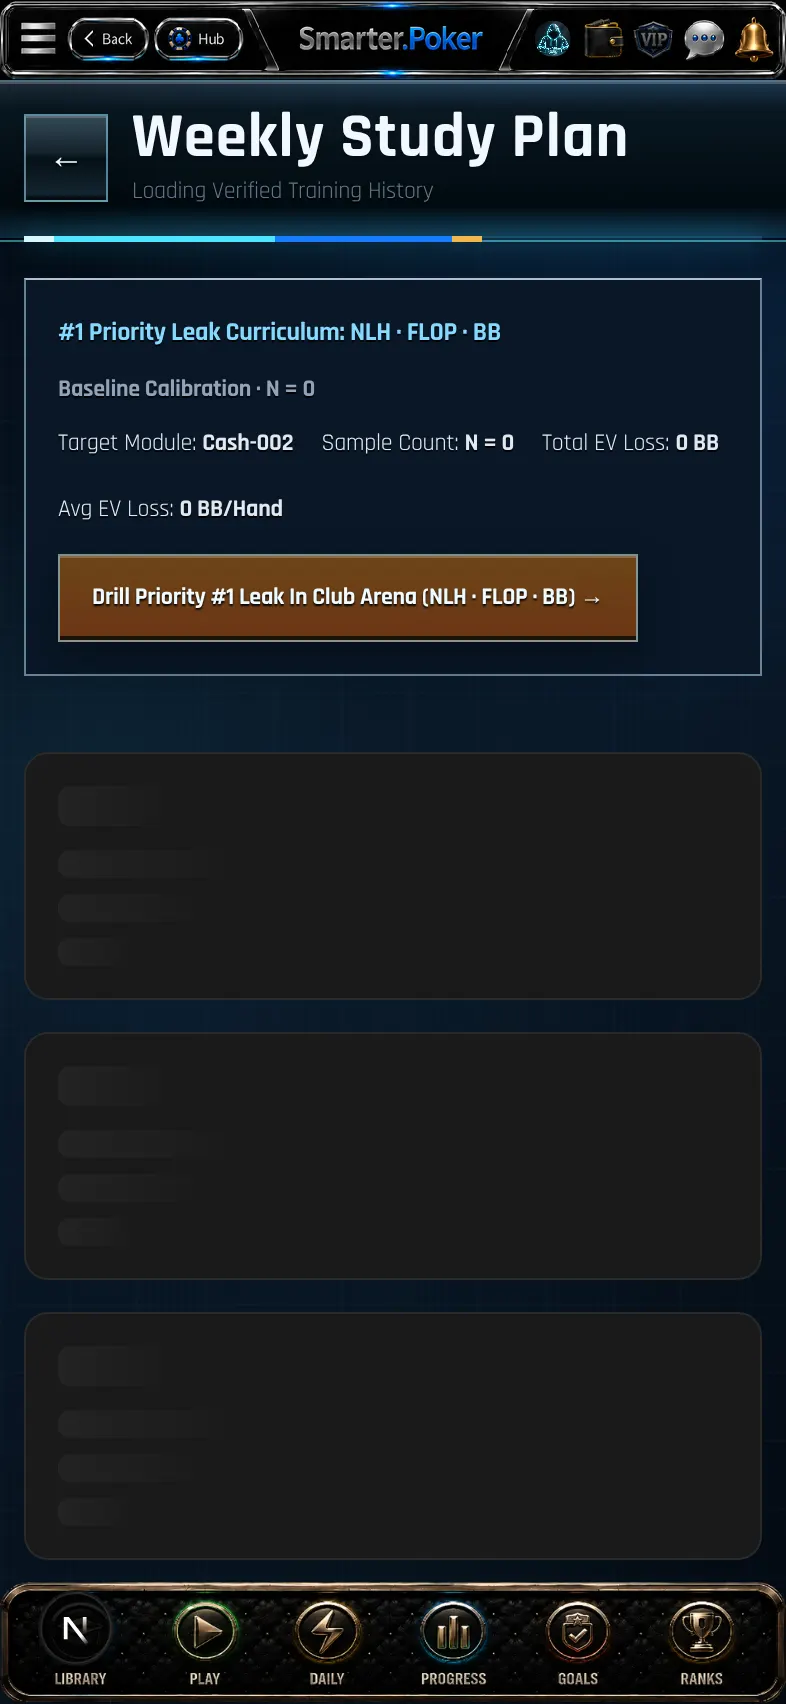 Back
Hub
Smarter.Poker
VIP
←
Weekly Study Plan
Loading Verified Training History
#1 Priority Leak Curriculum: NLH · FLOP · BB
Baseline Calibration · N = 0
Target Module: Cash-002 Sample Count: N = 0 Total EV Loss: 0 BB
Avg EV Loss: 0 BB/Hand
Drill Priority #1 Leak In Club Arena (NLH · FLOP · BB) →
N
LIBRARY
PLAY
DAILY
PROGRESS
GOALS
RANKS